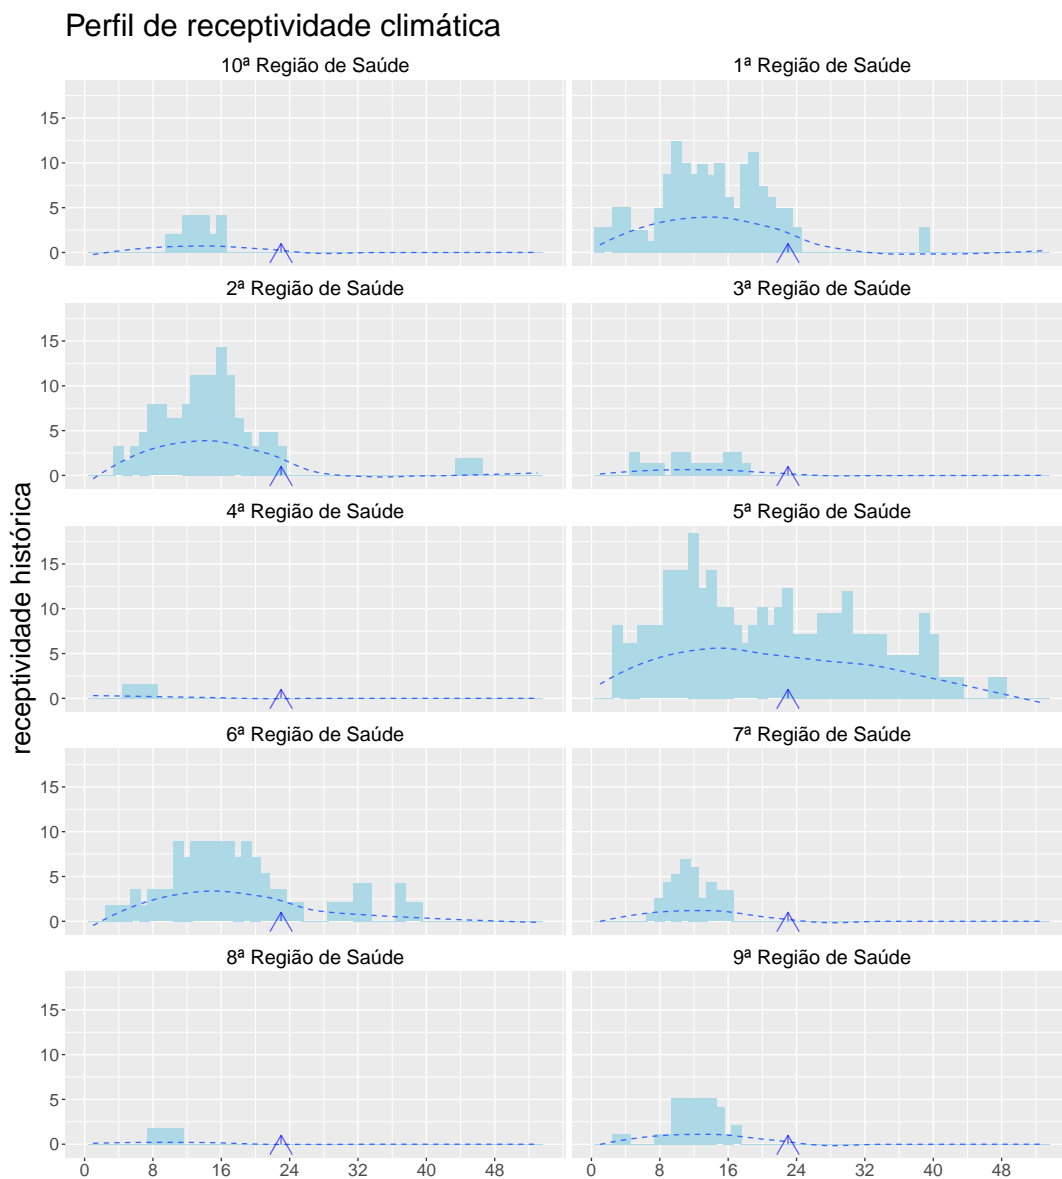 Perfil de receptividade climática
10ª Região de Saúde
1ª Região de Saúde
15
10
5
0
2ª Região de Saúde
3ª Região de Saúde
15
10
5
0
4ª Região de Saúde
5ª Região de Saúde
15
10
5
0
6ª Região de Saúde
7ª Região de Saúde
15
10
5
0
8ª Região de Saúde
9ª Região de Saúde
15
10
5
0
0 8 16 24 32 40 48
0 8 16 24 32 40 48
receptividade histórica